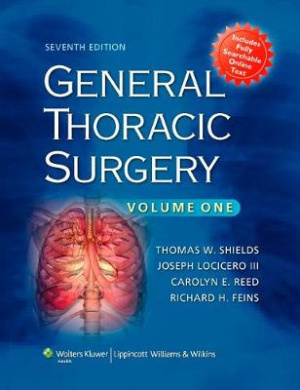 SEVENTH EDITION
Includes
Fully
Searchable
Online
Text
GENERAL
THORACIC
SURGERY
VOLUME ONE
THOMAS W. SHIELDS
JOSEPH LOCICERO III
CAROLYN E. REED
RICHARD H. FEINS
Wolters Kluwer | Lippincott Williams & Wilkins
Health